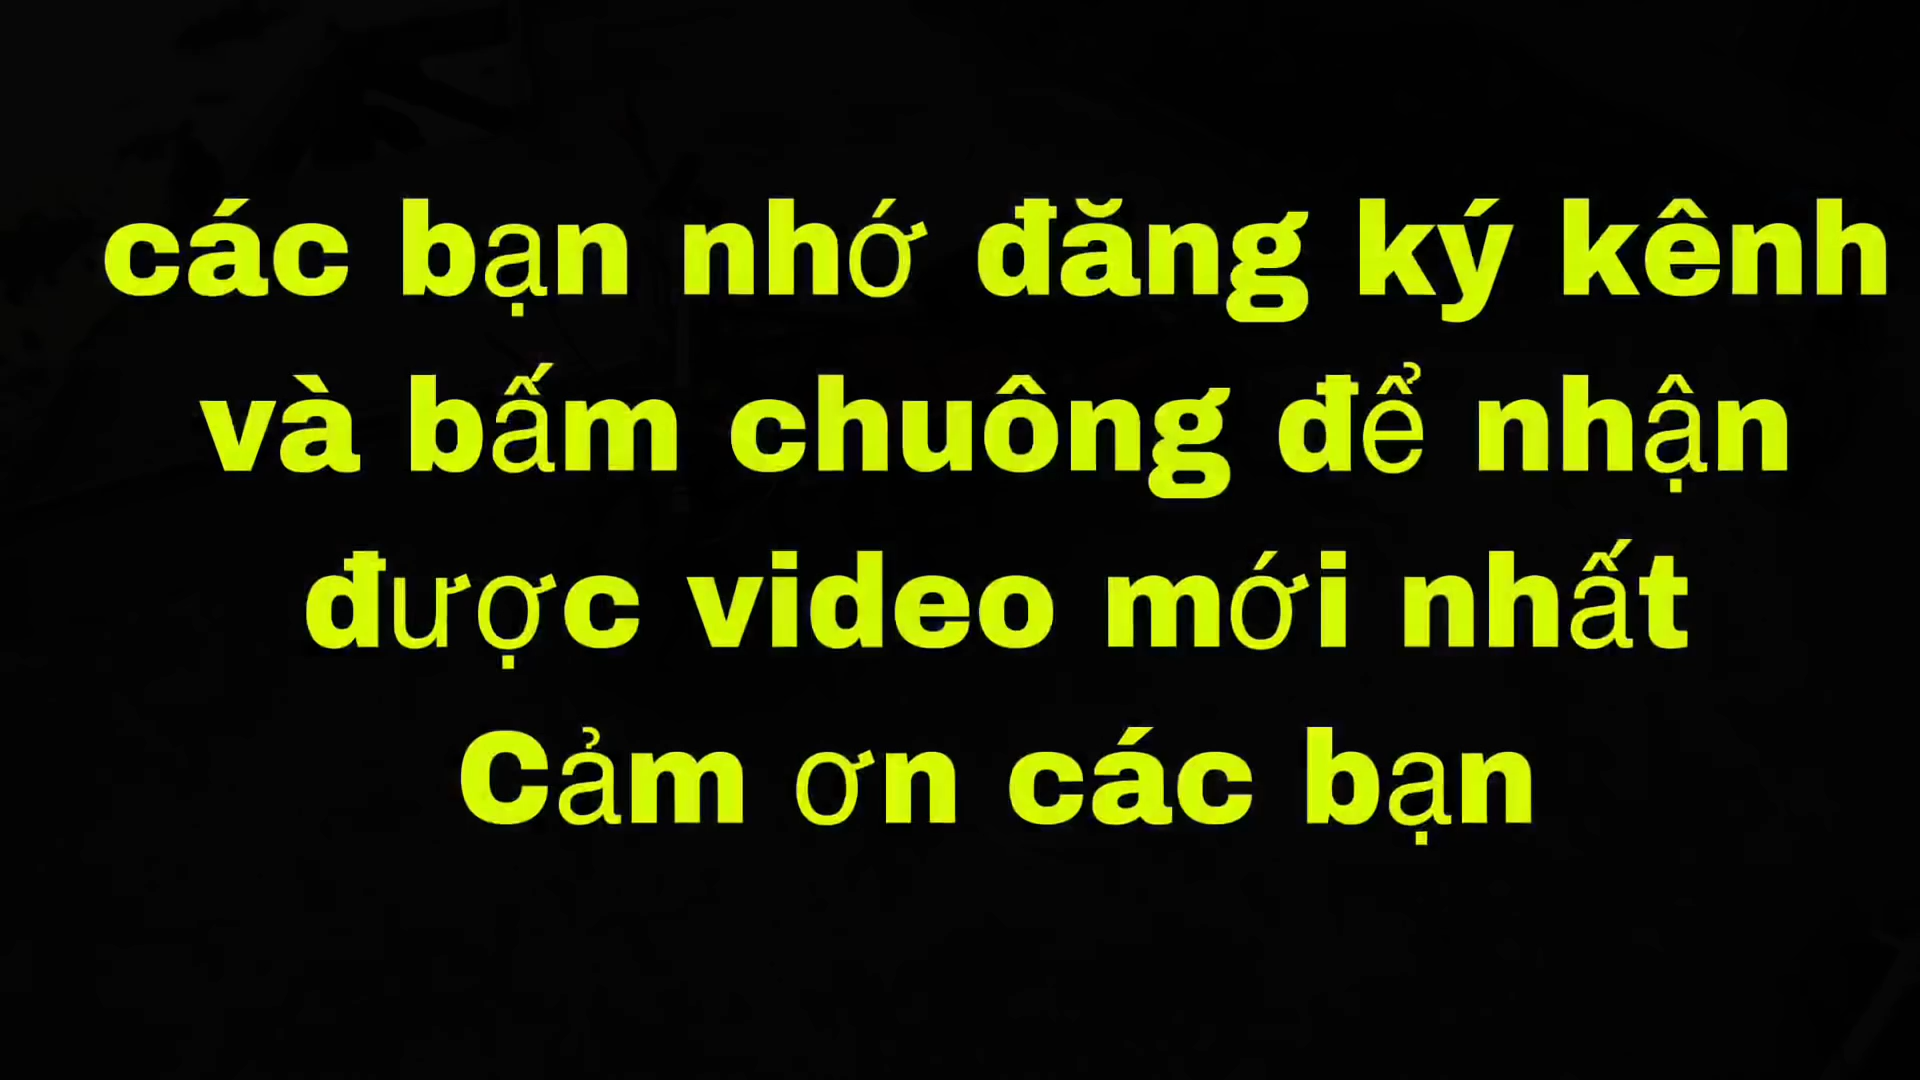 các bạn nhớ đăng ký kênh
và bấm chuông để nhận
được video mới nhất
Cảm ơn các bạn